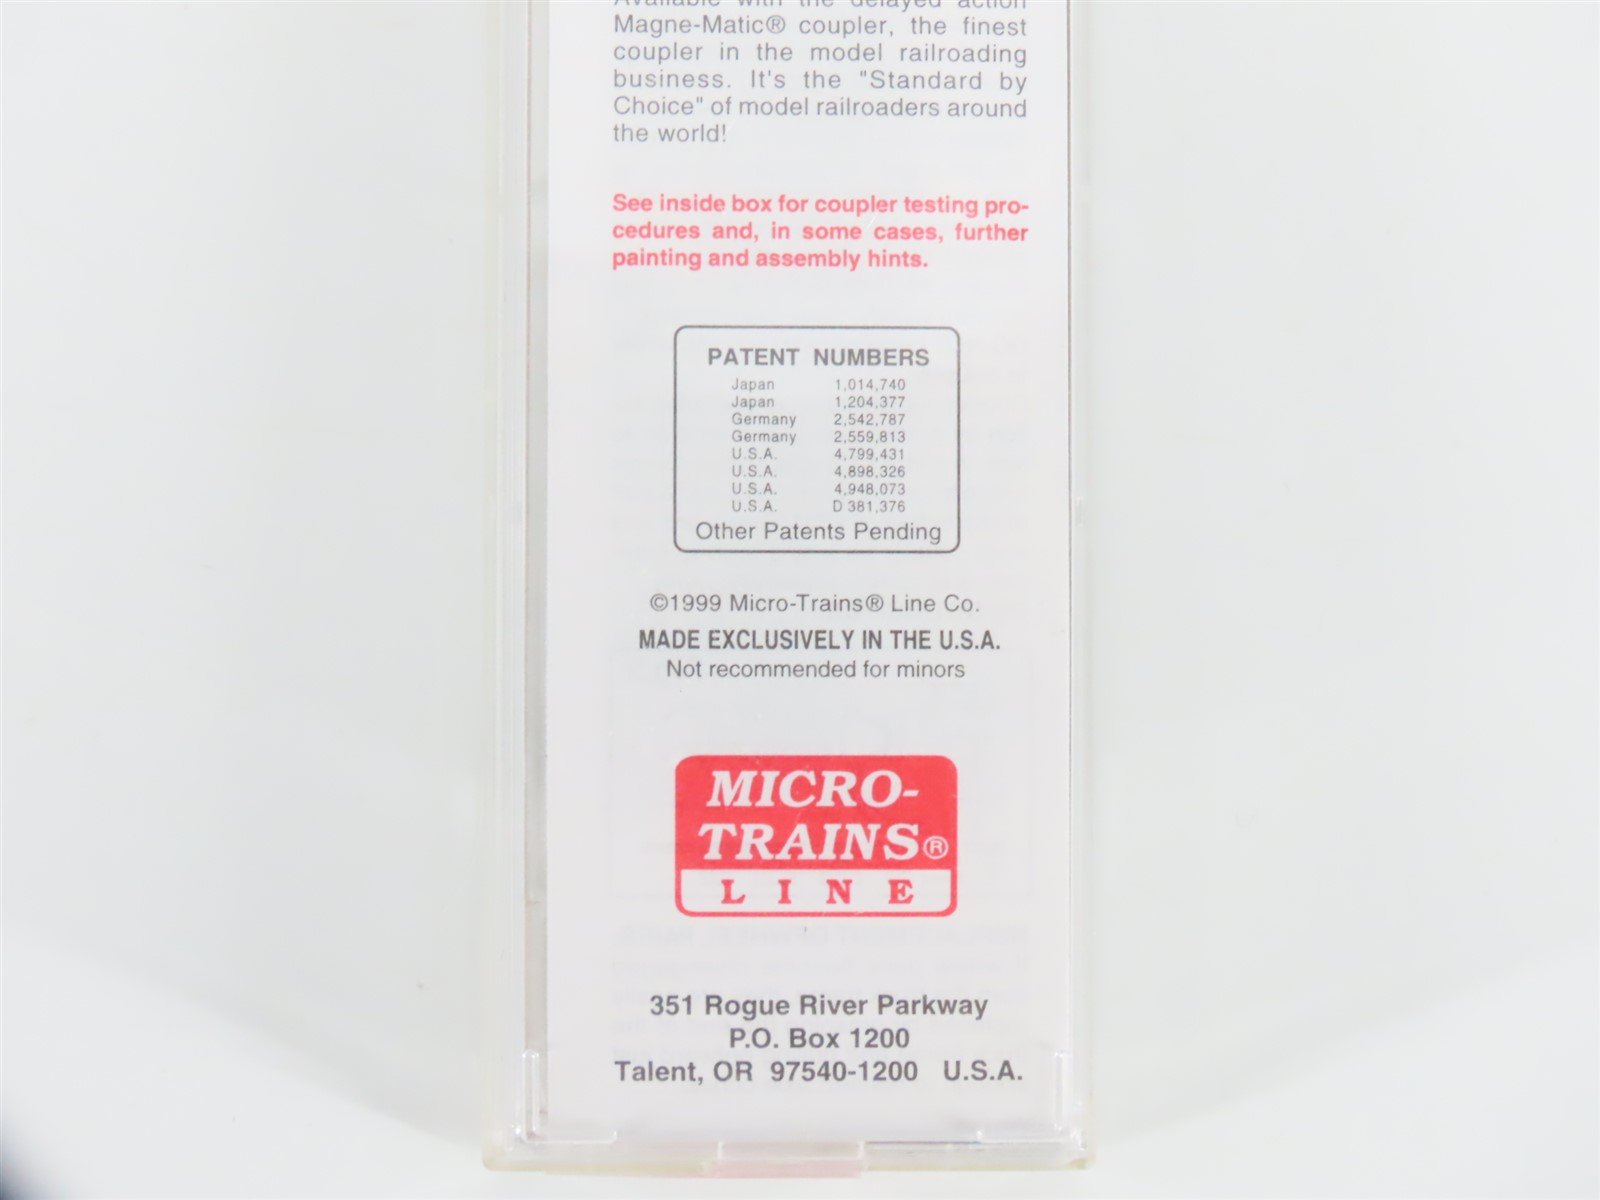 Available with the delayed action
Magne-Matic® coupler, the finest
coupler in the model railroading
business. It's the "Standard by
Choice" of model railroaders around
the world!
See inside box for coupler testing pro-
cedures and, in some cases, further
painting and assembly hints.
PATENT NUMBERS
Japan 1,014,740
Japan 1,204,377
Germany 2,542,787
Germany 2,559,813
U.S.A. 4,799,431
U.S.A. 4,898,326
U.S.A. 4,948,073
U.S.A. D 381,376
Other Patents Pending
©1999 Micro-Trains® Line Co.
MADE EXCLUSIVELY IN THE U.S.A.
Not recommended for minors
MICRO-
TRAINS®
LINE
351 Rogue River Parkway
P.O. Box 1200
Talent, OR 97540-1200 U.S.A.